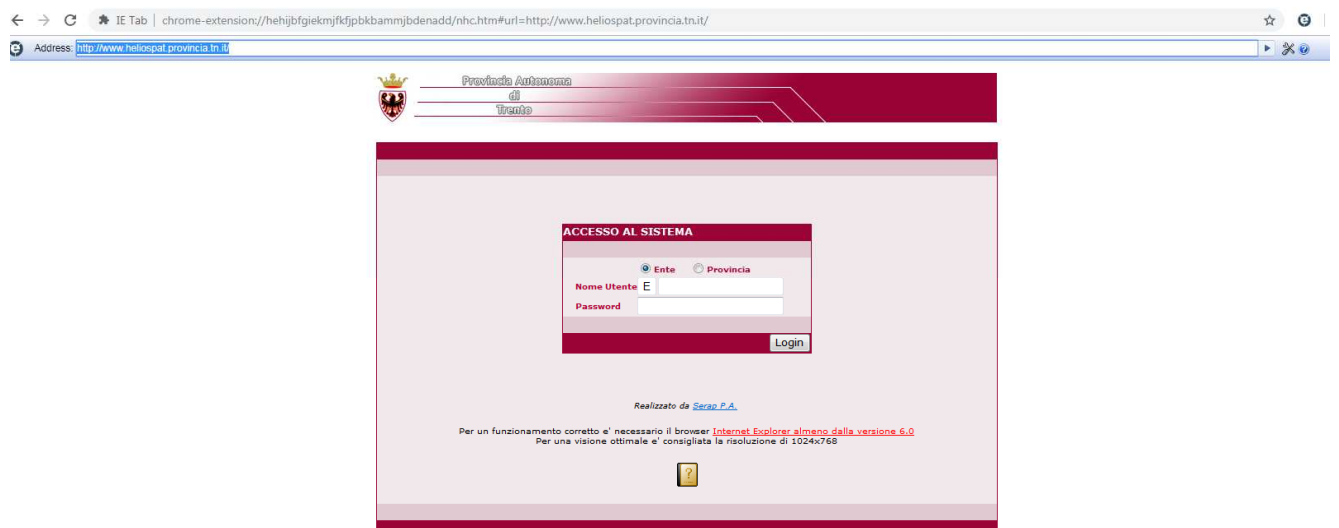 IE Tab | chrome-extension://hehijbfgiekmjfkfjpbkbammjbdenadd/nhc.htm#url=http://www.heliospat.provincia.tn.it/
Address: http://www.heliospat.provincia.tn.it/
Provincia Autonoma
di
Trento
ACCESSO AL SISTEMA
Ente Provincia
Nome Utente E
Password
Login
Realizzato da Serap P.A.
Per un funzionamento corretto e' necessario il browser Internet Explorer almeno dalla versione 6.0
Per una visione ottimale e' consigliata la risoluzione di 1024x768
?